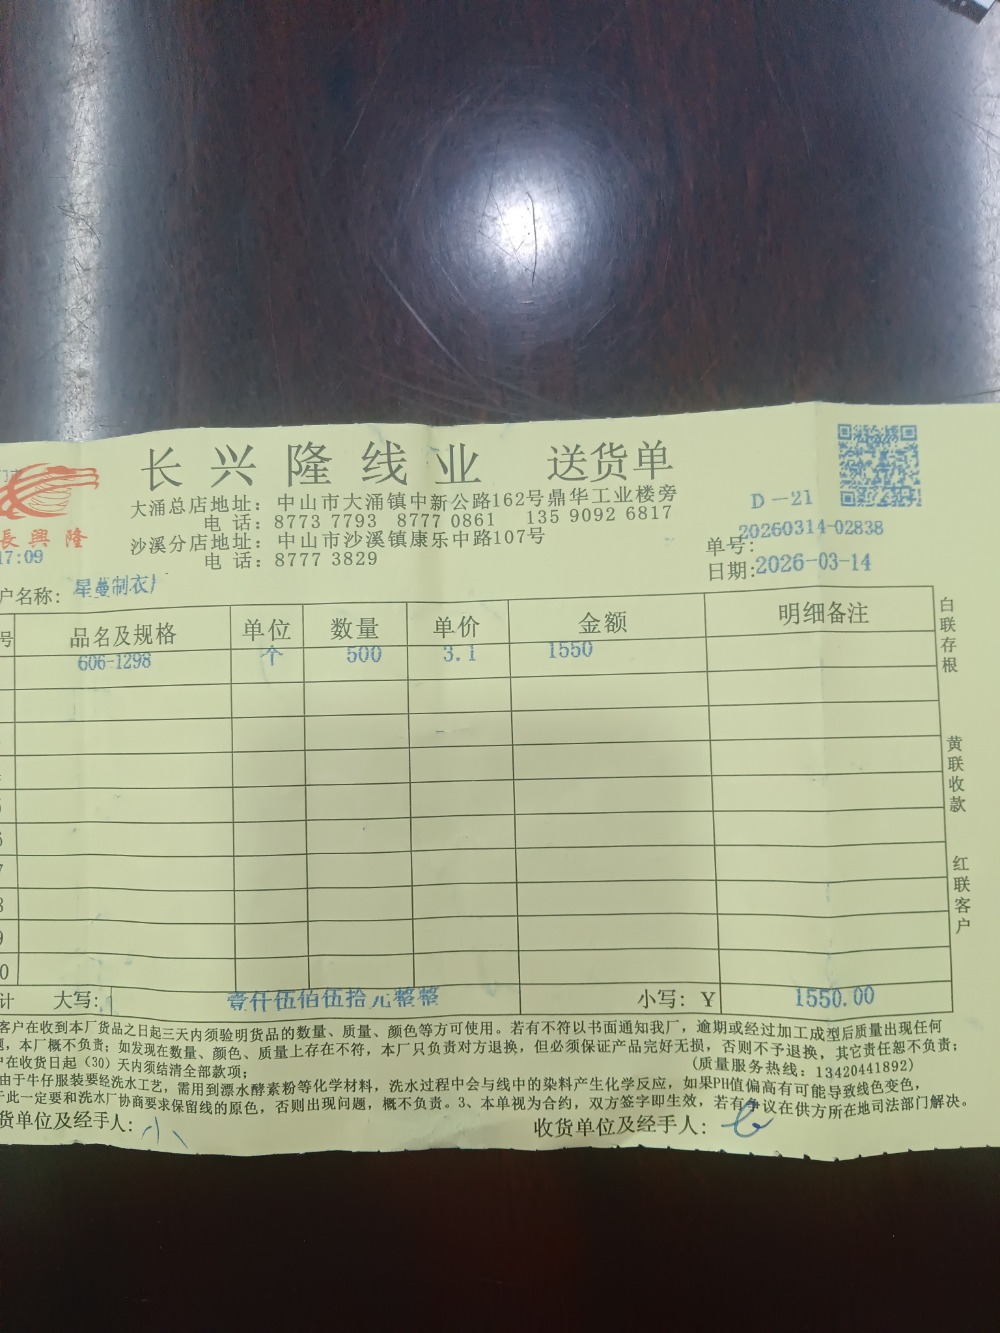 长兴隆线业 送货单
大涌总店地址：中山市大涌镇中新公路162号鼎华工业楼旁
电 话：8773 7793 8777 0861 135 9092 6817
沙溪分店地址：中山市沙溪镇康乐中路107号
电 话：8777 3829
長興隆
17:09
D-21
单号：20260314-02838
日期：2026-03-14
户名称：星蔓制衣厂
号 品名及规格 单位 数量 单价 金额 明细备注
606-1298 个 500 3.1 1550
7
8
9
0
计 大写：壹仟伍佰伍拾元整整 小写：Y 1550.00
白联存根
黄联收款
红联客户
客户在收到本厂货品之日起三天内须验明货品的数量、质量、颜色等方可使用。若有不符以书面通知我厂，逾期或经过加工成型后质量出现任何
，本厂概不负责；如发现在数量、颜色、质量上存在不符，本厂只负责对方退换，但必须保证产品完好无损，否则不予退换，其它责任恕不负责；
在收货日起（30）天内须结清全部款项； （质量服务热线：13420441892）
由于牛仔服装要经洗水工艺，需用到漂水酵素粉等化学材料，洗水过程中会与线中的染料产生化学反应，如果PH值偏高有可能导致线色变色，
于此一定要和洗水厂协商要求保留线的原色，否则出现问题，概不负责。3、本单视为合约，双方签字即生效，若有争议在供方所在地司法部门解决。
货单位及经手人： 收货单位及经手人：